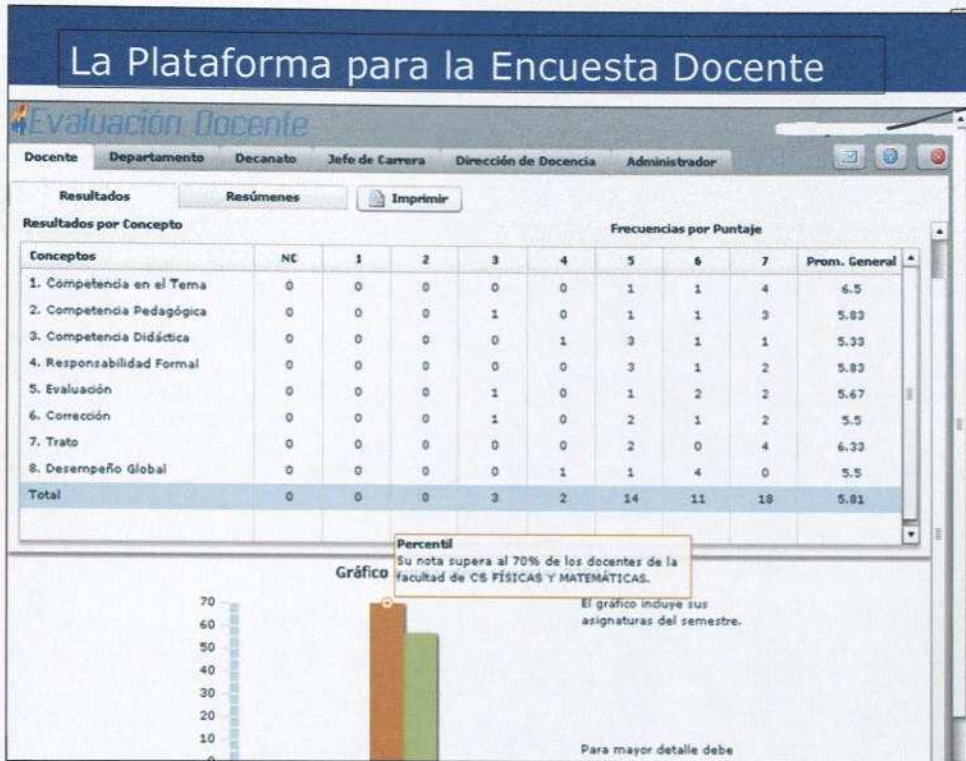 La Plataforma para la Encuesta Docente
Evaluación Docente
Docente Departamento Decanato Jefe de Carrera Dirección de Docencia Administrador
Resultados Resúmenes Imprimir
Resultados por Concepto Frecuencias por Puntaje
Conceptos NC 1 2 3 4 5 6 7 Prom. General
1. Competencia en el Tema 0 0 0 0 0 1 1 4 6.5
2. Competencia Pedagógica 0 0 0 1 0 1 1 3 5.83
3. Competencia Didáctica 0 0 0 0 1 3 1 1 5.33
4. Responsabilidad Formal 0 0 0 0 0 3 1 2 5.83
5. Evaluación 0 0 0 1 0 1 2 2 5.67
6. Corrección 0 0 0 1 0 2 1 2 5.5
7. Trato 0 0 0 0 0 2 0 4 6.33
8. Desempeño Global 0 0 0 0 1 1 4 0 5.5
Total 0 0 0 3 2 14 11 18 5.81
Percentil
Su nota supera al 70% de los docentes de la
facultad de CS FÍSICAS Y MATEMÁTICAS.
Gráfico
El gráfico incluye sus
asignaturas del semestre.
70
60
50
40
30
20
10
0
Para mayor detalle debe